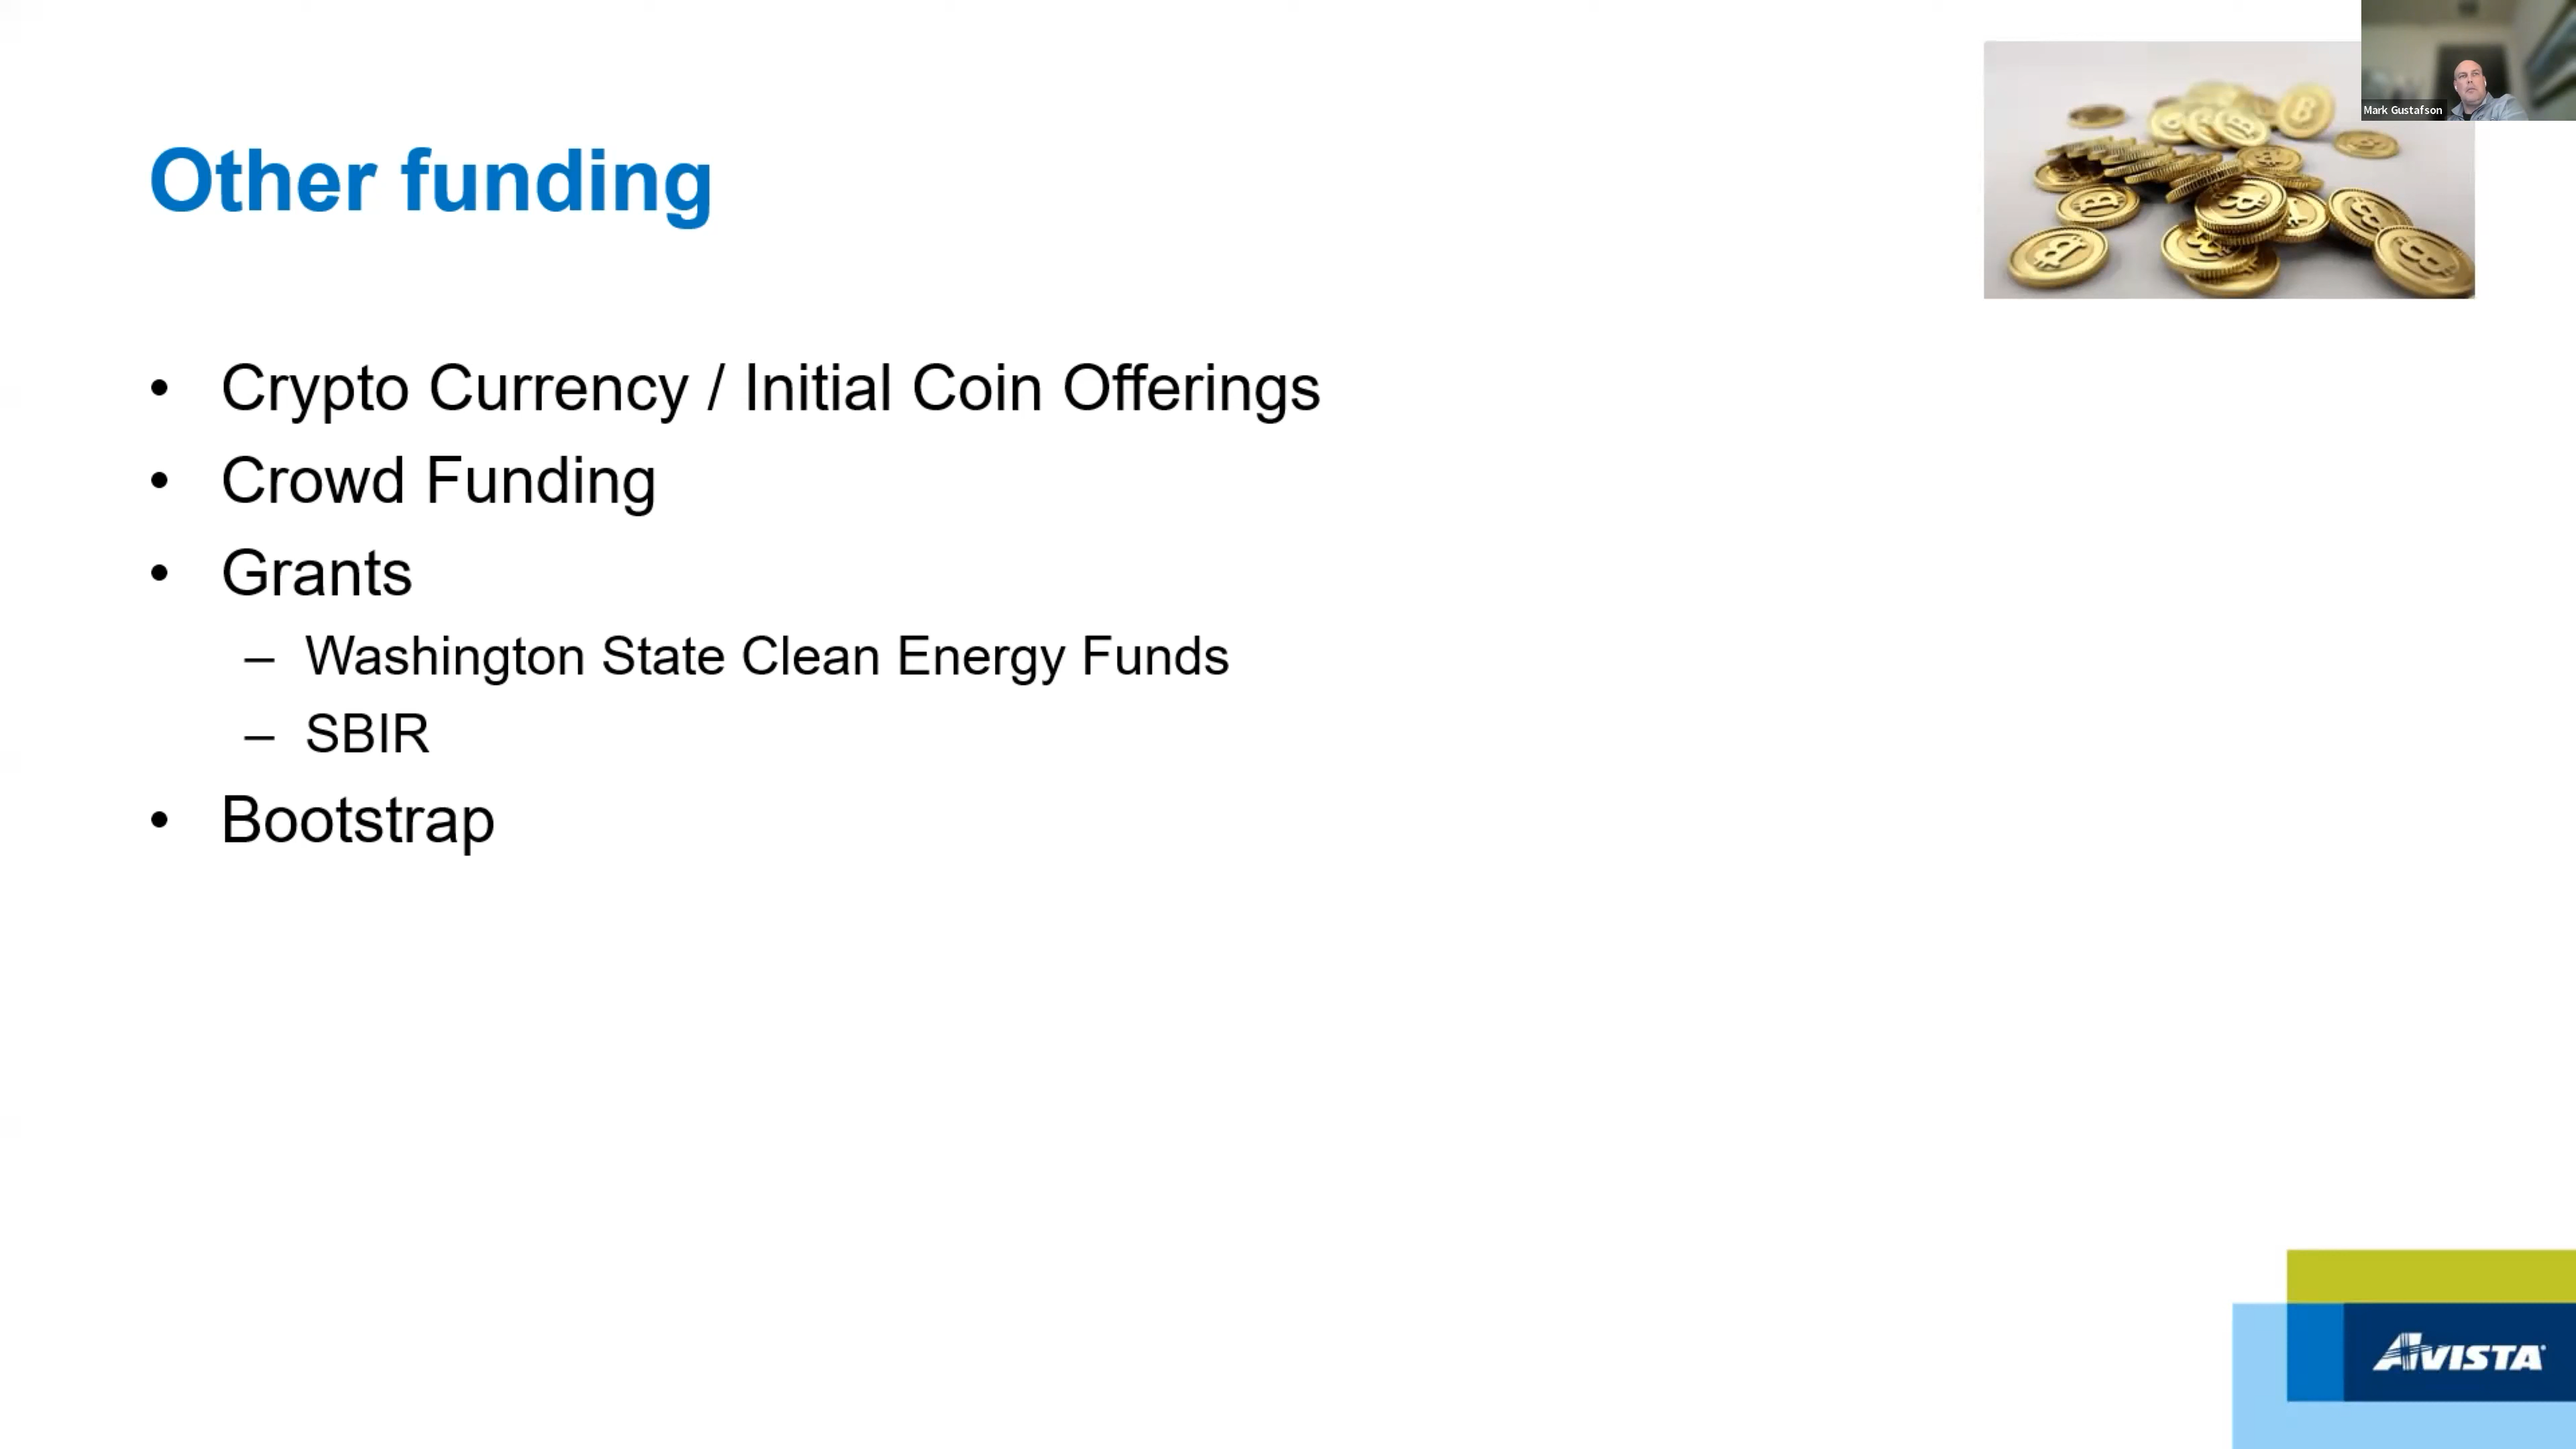 Mark Gustafson
Other funding
• Crypto Currency / Initial Coin Offerings
• Crowd Funding
• Grants
– Washington State Clean Energy Funds
– SBIR
• Bootstrap
AVISTA